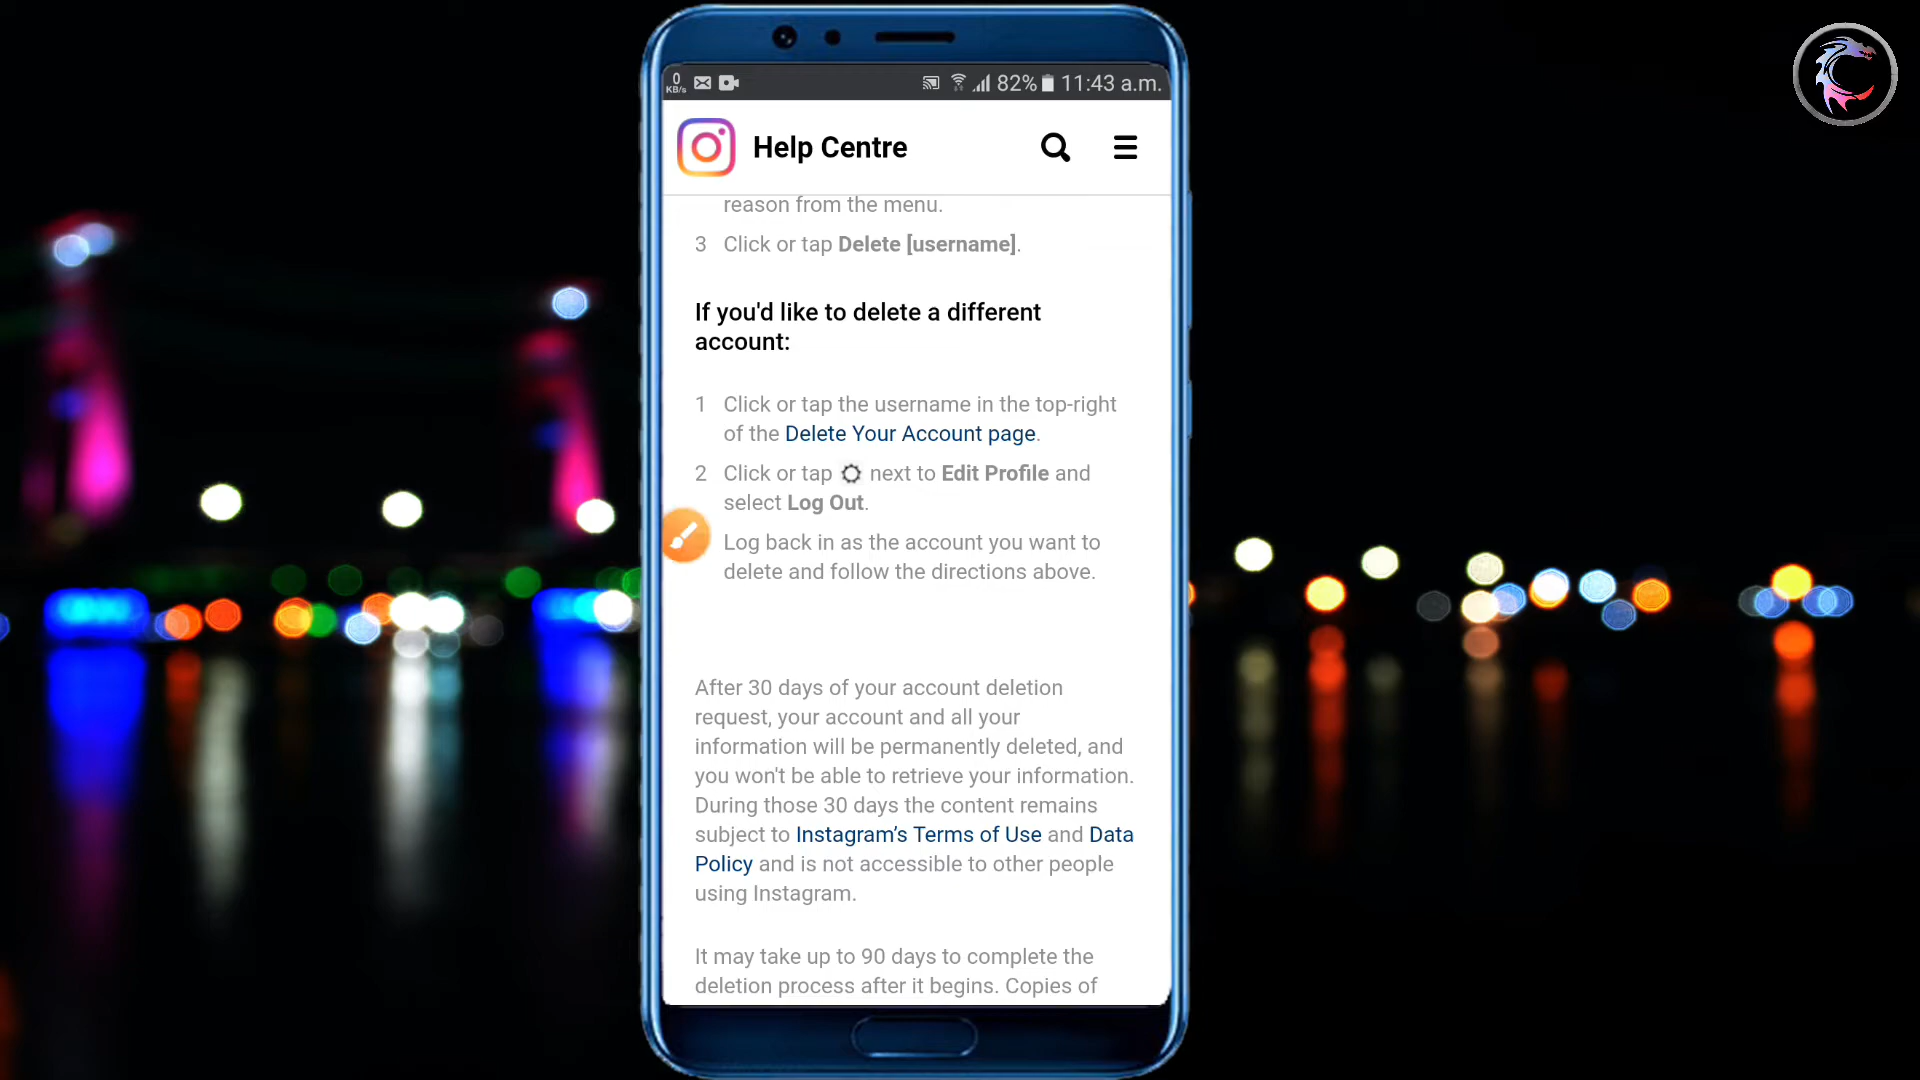 0
KB/s
82% 11:43 a.m.
Help Centre
reason from the menu.
3 Click or tap Delete [username].
If you'd like to delete a different
account:
1 Click or tap the username in the top-right
of the Delete Your Account page.
2 Click or tap next to Edit Profile and
select Log Out.
Log back in as the account you want to
delete and follow the directions above.
After 30 days of your account deletion
request, your account and all your
information will be permanently deleted, and
you won't be able to retrieve your information.
During those 30 days the content remains
subject to Instagram’s Terms of Use and Data
Policy and is not accessible to other people
using Instagram.
It may take up to 90 days to complete the
deletion process after it begins. Copies of